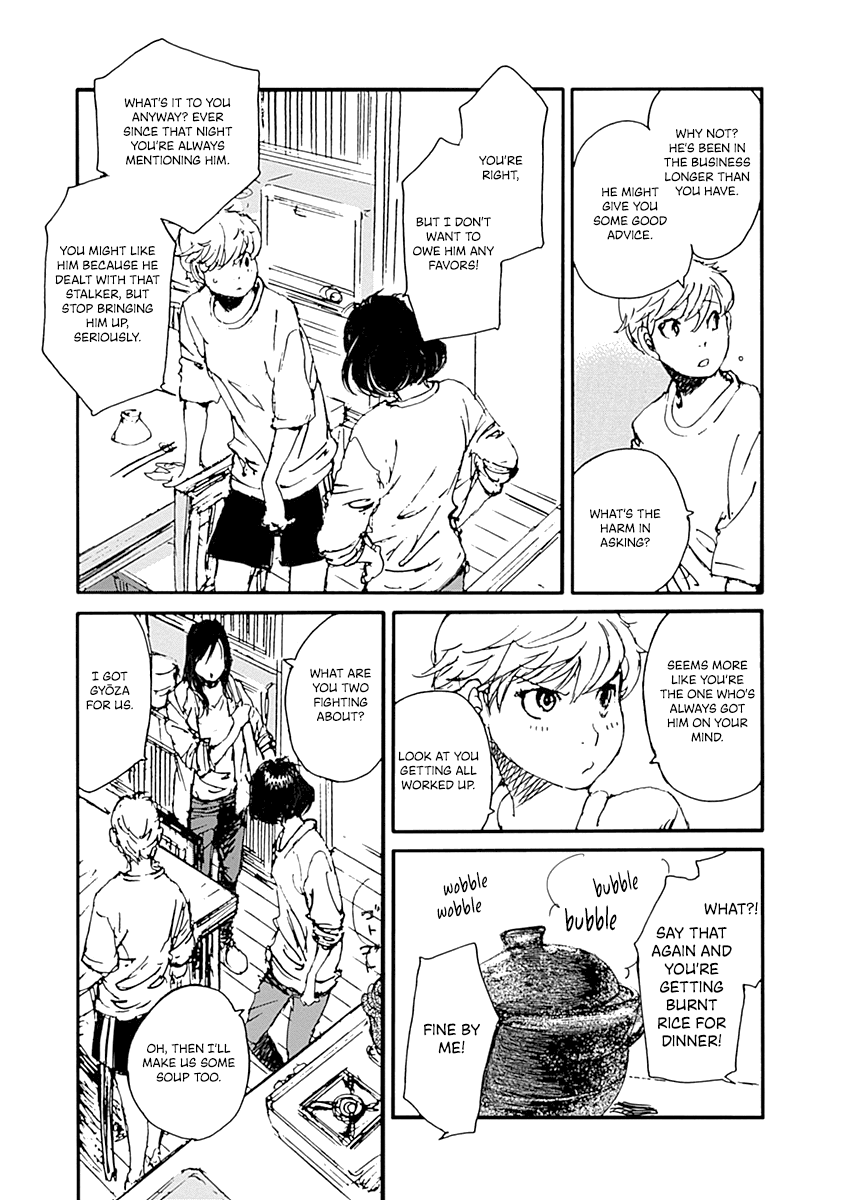 WHY NOT?
HE'S BEEN IN
THE BUSINESS
LONGER THAN
YOU HAVE.
HE MIGHT
GIVE YOU
SOME GOOD
ADVICE.
WHAT'S THE
HARM IN
ASKING?
YOU'RE
RIGHT,
BUT I DON'T
WANT TO
OWE HIM ANY
FAVORS!
WHAT'S IT TO YOU
ANYWAY? EVER
SINCE THAT NIGHT
YOU'RE ALWAYS
MENTIONING HIM.
YOU MIGHT LIKE
HIM BECAUSE HE
DEALT WITH THAT
STALKER, BUT
STOP BRINGING
HIM UP,
SERIOUSLY.
SEEMS MORE
LIKE YOU'RE
THE ONE WHO'S
ALWAYS GOT
HIM ON YOUR
MIND.
LOOK AT YOU
GETTING ALL
WORKED UP.
WHAT?!
SAY THAT
AGAIN AND
YOU'RE
GETTING
BURNT
RICE FOR
DINNER!
bubble
bubble
wobble
wobble
FINE BY
ME!
WHAT ARE
YOU TWO
FIGHTING
ABOUT?
I GOT
GYŌZA
FOR US.
ゴトゴト
OH, THEN I'LL
MAKE US SOME
SOUP TOO.